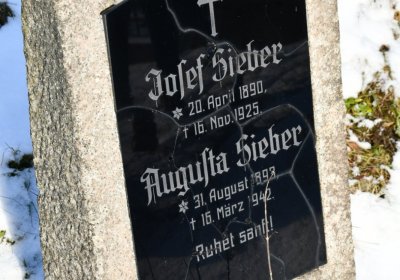 Josef Sieber
* 20. April 1890,
† 16. Nov. 1925.
Augusta Sieber
* 31. August 1893,
† 16. März 1942.
Ruhet sanft!